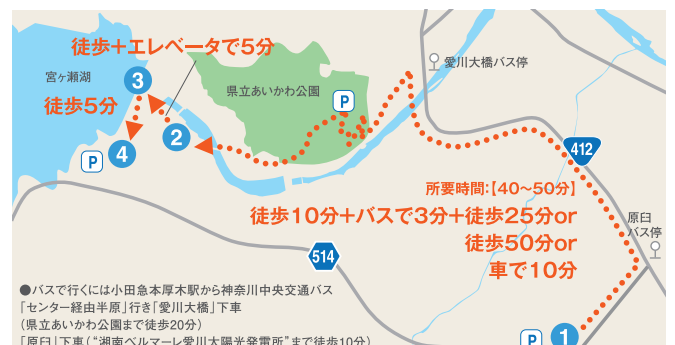 徒歩＋エレベータで5分
愛川大橋バス停
宮ヶ瀬湖
3
県立あいかわ公園
P
徒歩5分
2
4
P
412
所要時間：【40〜50分】
徒歩10分＋バスで3分＋徒歩25分or
徒歩50分or
車で10分
原臼
バス停
514
●バスで行くには小田急本厚木駅から神奈川中央交通バス
「センター経由半原」行き「愛川大橋」下車
（県立あいかわ公園まで徒歩20分）
「原臼」下車（“湘南ベルマーレ愛川太陽光発電所”まで徒歩10分）
P
1